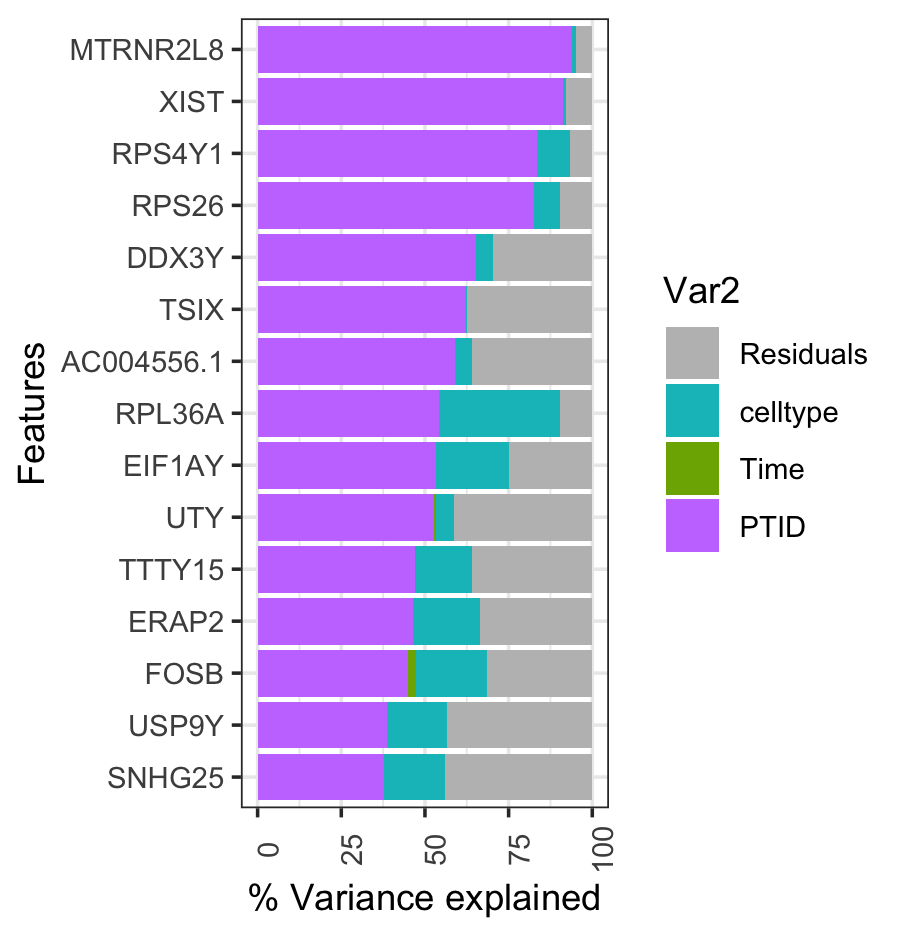 MTRNR2L8
XIST
RPS4Y1
RPS26
DDX3Y
TSIX
AC004556.1
RPL36A
EIF1AY
UTY
TTTY15
ERAP2
FOSB
USP9Y
SNHG25
Features
0
25
50
75
100
% Variance explained
Var2
Residuals
celltype
Time
PTID